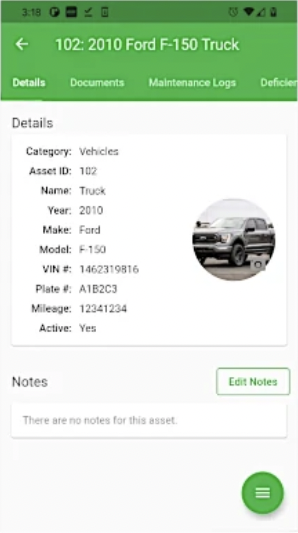 3:18
102: 2010 Ford F-150 Truck
Details Documents Maintenance Logs Deficien
Details
Category: Vehicles
Asset ID: 102
Name: Truck
Year: 2010
Make: Ford
Model: F-150
VIN #: 1462319816
Plate #: A1B2C3
Mileage: 12341234
Active: Yes
Notes
Edit Notes
There are no notes for this asset.